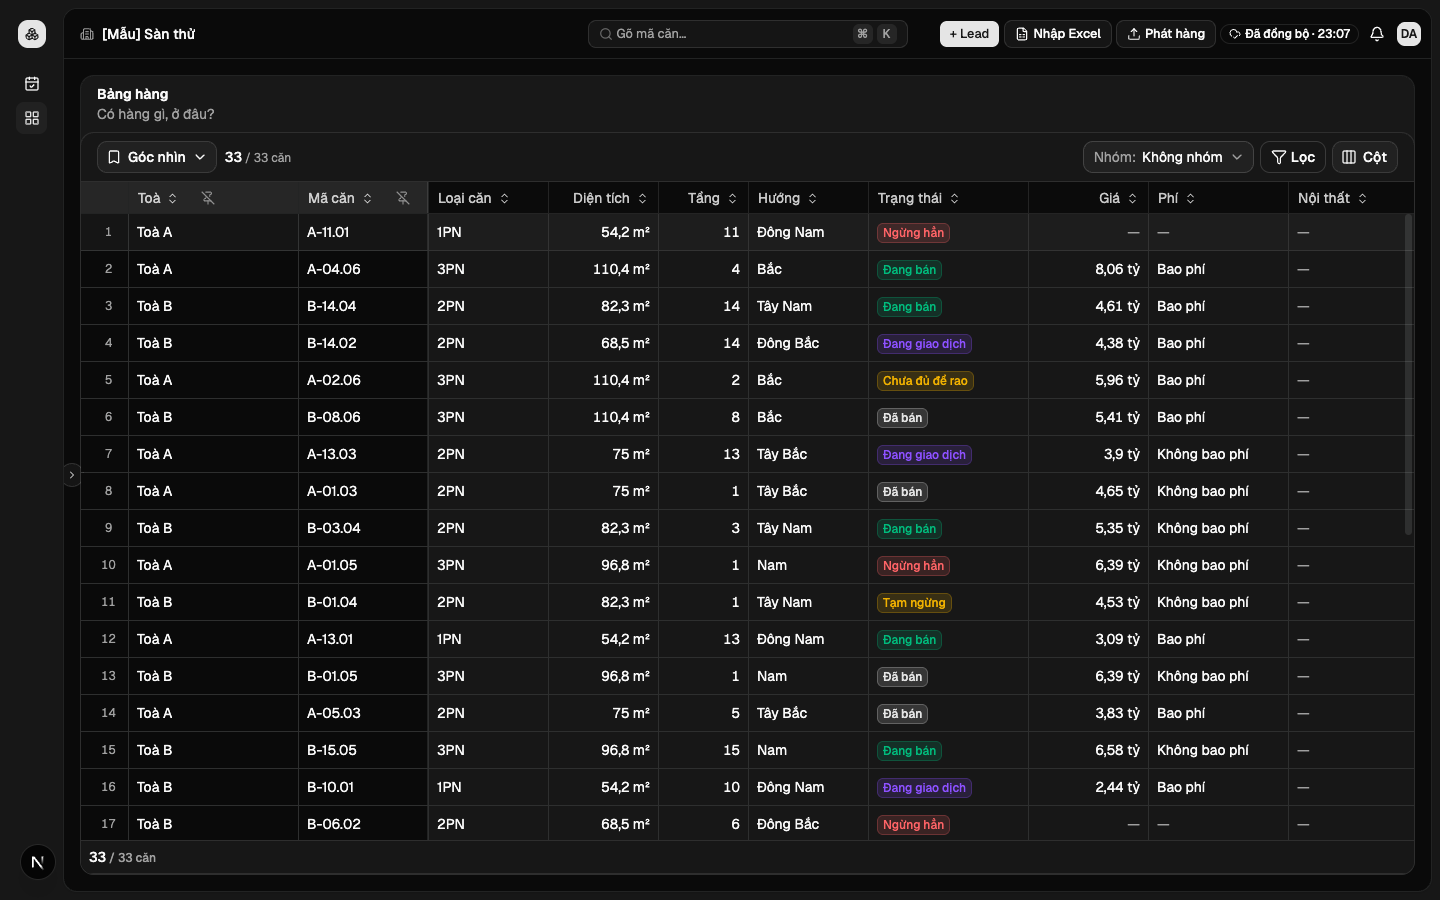 [Mẫu] Sàn thử
Gõ mã căn... ⌘ K
+ Lead
Nhập Excel
Phát hàng
Đã đồng bộ · 23:07
DA
Bảng hàng
Có hàng gì, ở đâu?
Góc nhìn
33 / 33 căn
Nhóm: Không nhóm
Lọc
Cột
Toà Mã căn Loại căn Diện tích Tầng Hướng Trạng thái Giá Phí Nội thất
1 Toà A A-11.01 1PN 54,2 m² 11 Đông Nam Ngừng hẳn — — —
2 Toà A A-04.06 3PN 110,4 m² 4 Bắc Đang bán 8,06 tỷ Bao phí —
3 Toà B B-14.04 2PN 82,3 m² 14 Tây Nam Đang bán 4,61 tỷ Bao phí —
4 Toà B B-14.02 2PN 68,5 m² 14 Đông Bắc Đang giao dịch 4,38 tỷ Bao phí —
5 Toà A A-02.06 3PN 110,4 m² 2 Bắc Chưa đủ để rao 5,96 tỷ Bao phí —
6 Toà B B-08.06 3PN 110,4 m² 8 Bắc Đã bán 5,41 tỷ Bao phí —
7 Toà A A-13.03 2PN 75 m² 13 Tây Bắc Đang giao dịch 3,9 tỷ Không bao phí —
8 Toà A A-01.03 2PN 75 m² 1 Tây Bắc Đã bán 4,65 tỷ Không bao phí —
9 Toà B B-03.04 2PN 82,3 m² 3 Tây Nam Đang bán 5,35 tỷ Không bao phí —
10 Toà A A-01.05 3PN 96,8 m² 1 Nam Ngừng hẳn 6,39 tỷ Không bao phí —
11 Toà B B-01.04 2PN 82,3 m² 1 Tây Nam Tạm ngừng 4,53 tỷ Không bao phí —
12 Toà A A-13.01 1PN 54,2 m² 13 Đông Nam Đang bán 3,09 tỷ Bao phí —
13 Toà B B-01.05 3PN 96,8 m² 1 Nam Đã bán 6,39 tỷ Không bao phí —
14 Toà A A-05.03 2PN 75 m² 5 Tây Bắc Đã bán 3,83 tỷ Bao phí —
15 Toà B B-15.05 3PN 96,8 m² 15 Nam Đang bán 6,58 tỷ Không bao phí —
16 Toà B B-10.01 1PN 54,2 m² 10 Đông Nam Đang giao dịch 2,44 tỷ Bao phí —
17 Toà B B-06.02 2PN 68,5 m² 6 Đông Bắc Ngừng hẳn — — —
33 / 33 căn
N